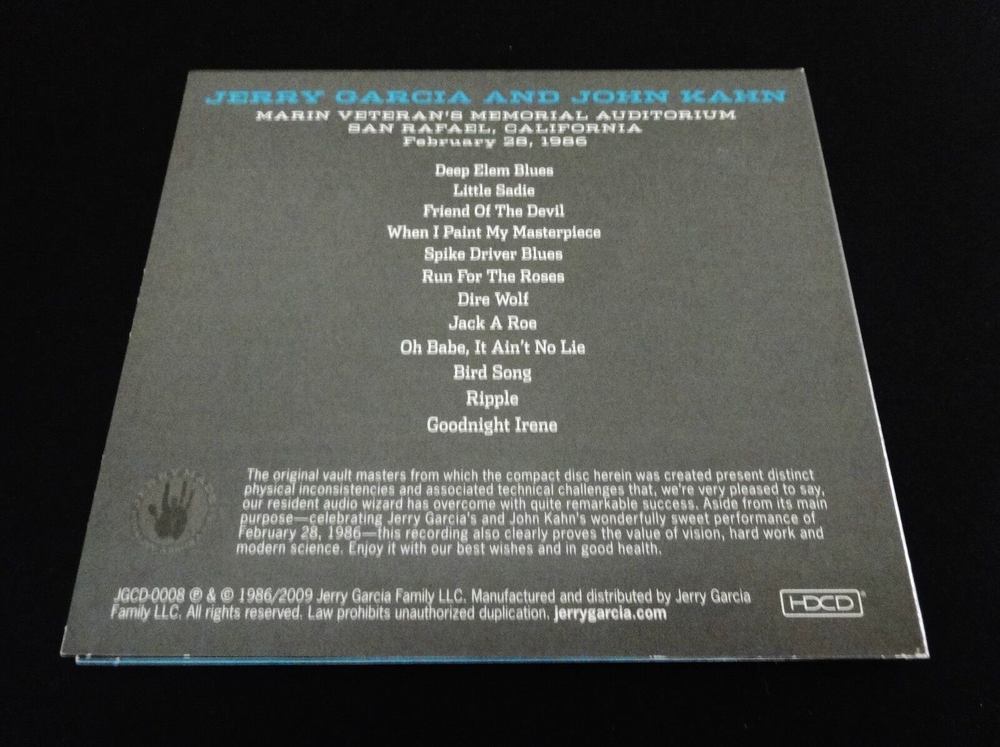 JERRY GARCIA AND JOHN KAHN
MARIN VETERAN'S MEMORIAL AUDITORIUM
SAN RAFAEL, CALIFORNIA
February 28, 1986
Deep Elem Blues
Little Sadie
Friend Of The Devil
When I Paint My Masterpiece
Spike Driver Blues
Run For The Roses
Dire Wolf
Jack A Roe
Oh Babe, It Ain't No Lie
Bird Song
Ripple
Goodnight Irene
The original vault masters from which the compact disc herein was created present distinct
physical inconsistencies and associated technical challenges that, we're very pleased to say,
our resident audio wizard has overcome with quite remarkable success. Aside from its main
purpose—celebrating Jerry Garcia's and John Kahn's wonderfully sweet performance of
February 28, 1986—this recording also clearly proves the value of vision, hard work and
modern science. Enjoy it with our best wishes and in good health.
JGCD-0008 ℗ & © 1986/2009 Jerry Garcia Family LLC. Manufactured and distributed by Jerry Garcia
Family LLC. All rights reserved. Law prohibits unauthorized duplication. jerrygarcia.com
HDCD®